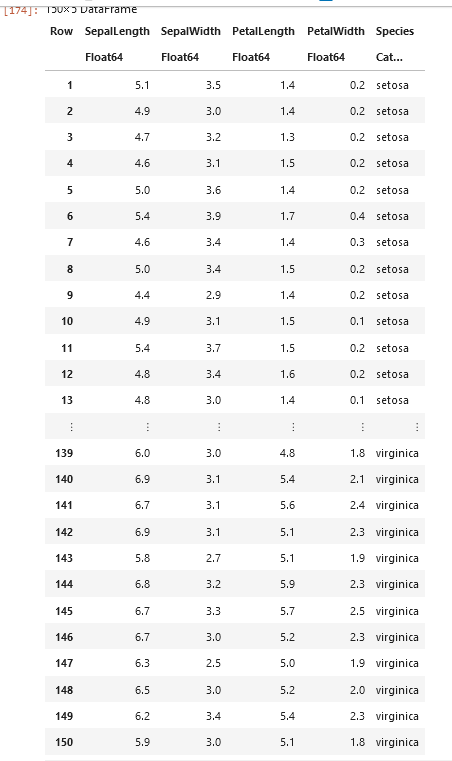 [174]: 150×5 DataFrame
Row SepalLength SepalWidth PetalLength PetalWidth Species
Float64 Float64 Float64 Float64 Cat…
1 5.1 3.5 1.4 0.2 setosa
2 4.9 3.0 1.4 0.2 setosa
3 4.7 3.2 1.3 0.2 setosa
4 4.6 3.1 1.5 0.2 setosa
5 5.0 3.6 1.4 0.2 setosa
6 5.4 3.9 1.7 0.4 setosa
7 4.6 3.4 1.4 0.3 setosa
8 5.0 3.4 1.5 0.2 setosa
9 4.4 2.9 1.4 0.2 setosa
10 4.9 3.1 1.5 0.1 setosa
11 5.4 3.7 1.5 0.2 setosa
12 4.8 3.4 1.6 0.2 setosa
13 4.8 3.0 1.4 0.1 setosa
⋮ ⋮ ⋮ ⋮ ⋮ ⋮
139 6.0 3.0 4.8 1.8 virginica
140 6.9 3.1 5.4 2.1 virginica
141 6.7 3.1 5.6 2.4 virginica
142 6.9 3.1 5.1 2.3 virginica
143 5.8 2.7 5.1 1.9 virginica
144 6.8 3.2 5.9 2.3 virginica
145 6.7 3.3 5.7 2.5 virginica
146 6.7 3.0 5.2 2.3 virginica
147 6.3 2.5 5.0 1.9 virginica
148 6.5 3.0 5.2 2.0 virginica
149 6.2 3.4 5.4 2.3 virginica
150 5.9 3.0 5.1 1.8 virginica